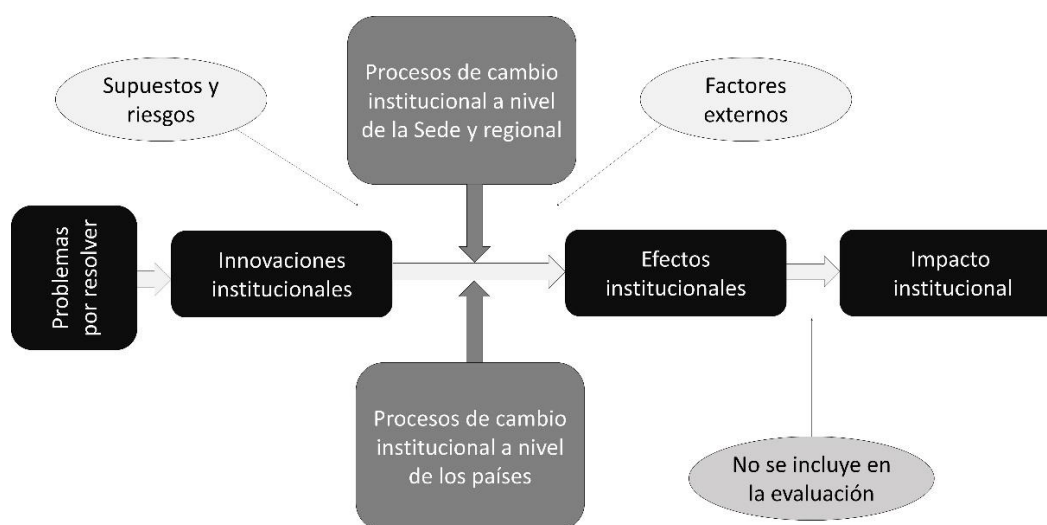 Procesos de cambio
institucional a nivel
de la Sede y regional
Supuestos y
riesgos
Factores
externos
Problemas
por resolver
Innovaciones
institucionales
Efectos
institucionales
Impacto
institucional
Procesos de cambio
institucional a nivel
de los países
No se incluye en
la evaluación